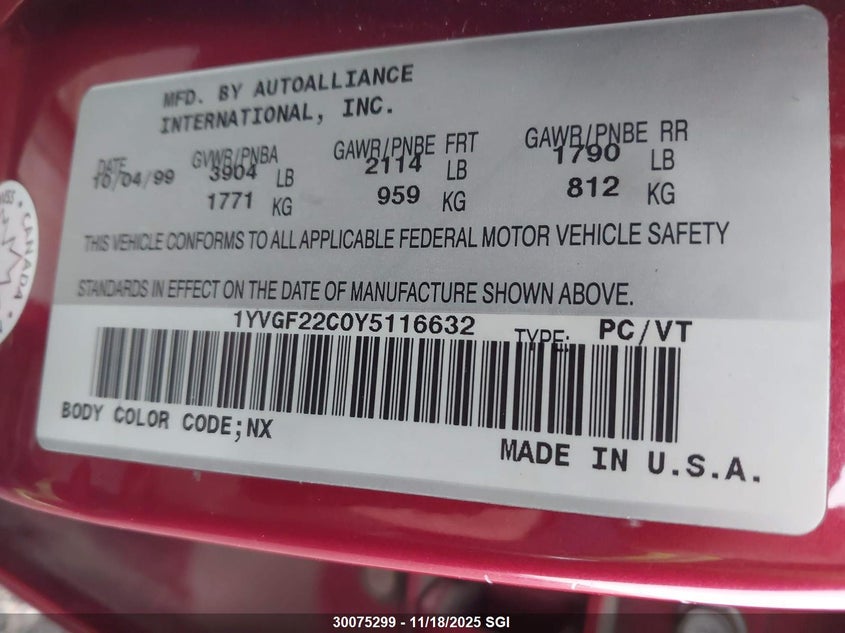 MFD. BY AUTOALLIANCE
INTERNATIONAL, INC.
DATE GVWR/PNBA GAWR/PNBE FRT GAWR/PNBE RR
10/04/99 3904 LB 2114 LB 1790 LB
1771 KG 959 KG 812 KG
THIS VEHICLE CONFORMS TO ALL APPLICABLE FEDERAL MOTOR VEHICLE SAFETY
STANDARDS IN EFFECT ON THE DATE OF MANUFACTURE SHOWN ABOVE.
1YVGF22C0Y5116632 TYPE: PC/VT
BODY COLOR CODE;NX
MADE IN U.S.A.
CANADA
30075299 - 11/18/2025 SGI